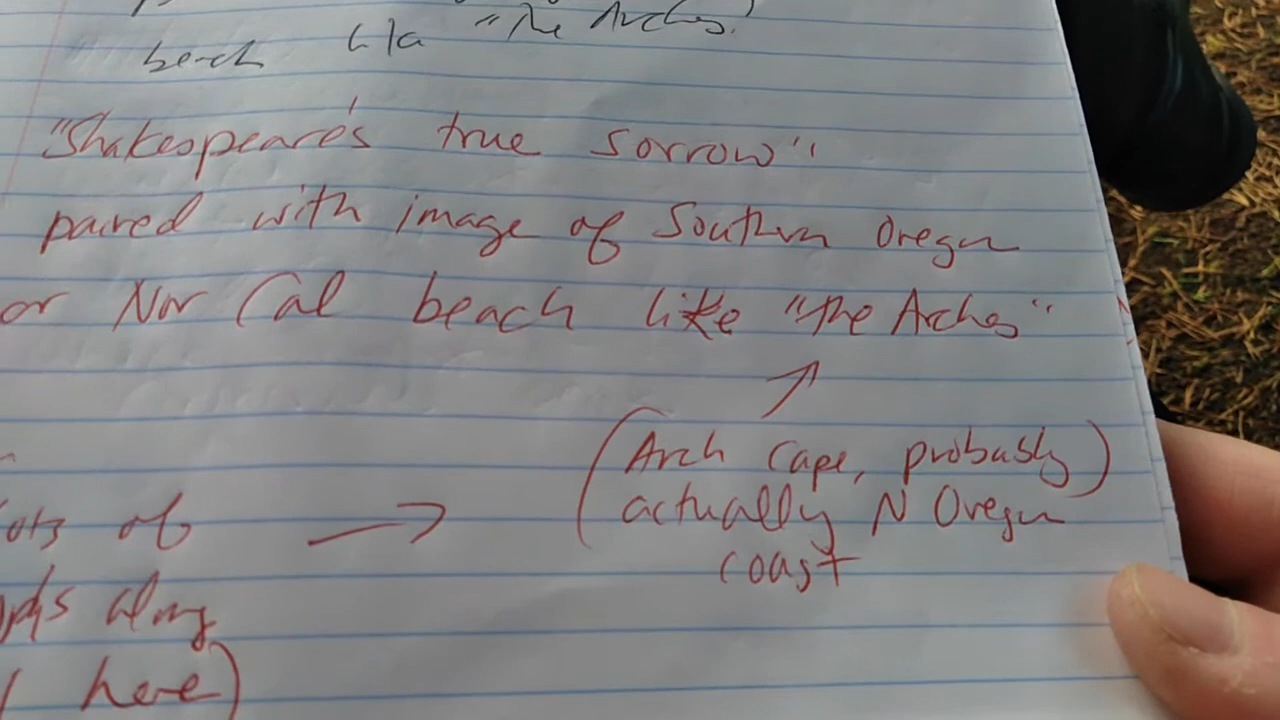 beach like "the Arches"
"Shakespeare's true sorrow"
paired with image of Southern Oregon
or Nor Cal beach like "the Arches"
(Arch Cape, probably)
of → actually N Oregon
coast
along
here)